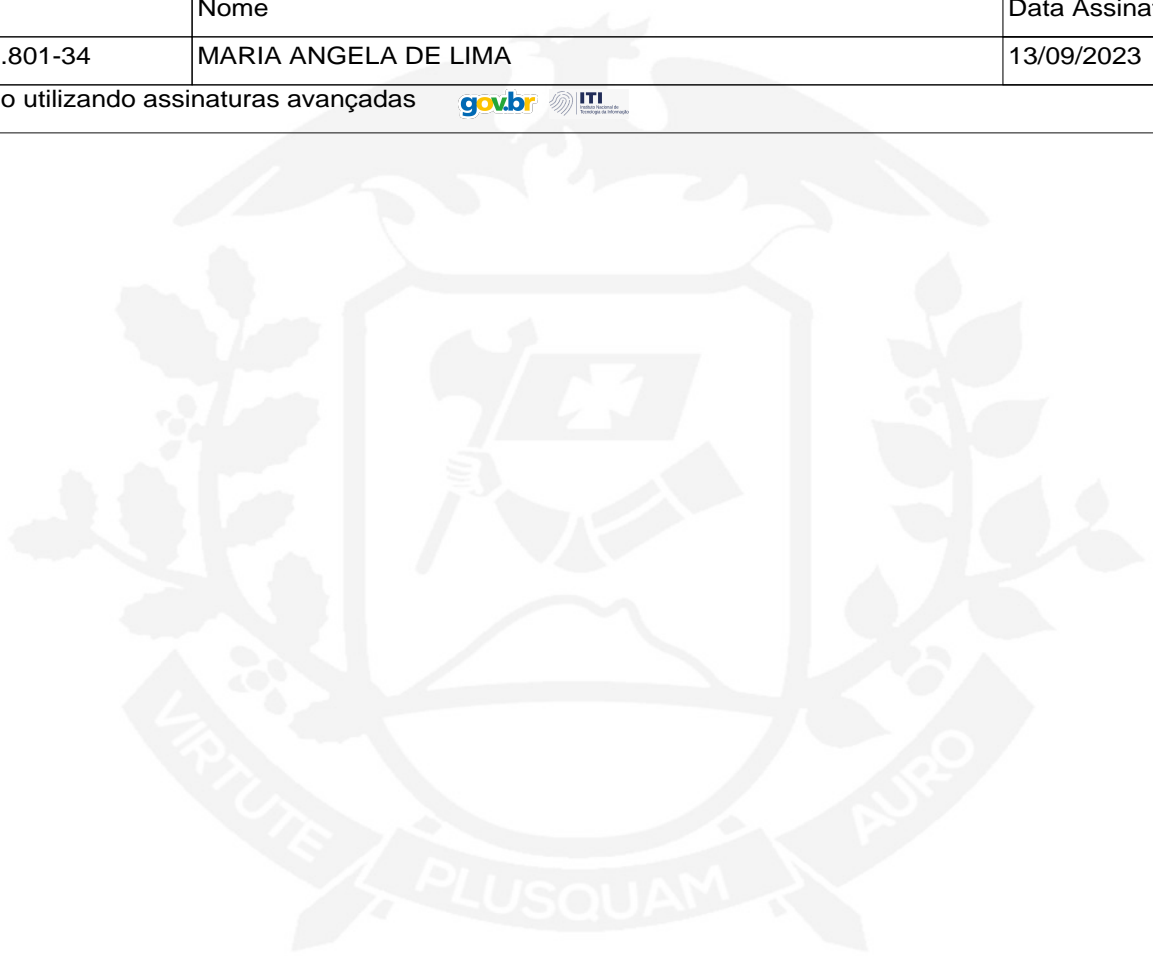 Nome Data Assina
.801-34 MARIA ANGELA DE LIMA 13/09/2023
o utilizando assinaturas avançadas gov.br ITI
VIRTUTE PLUSQUAM AURO